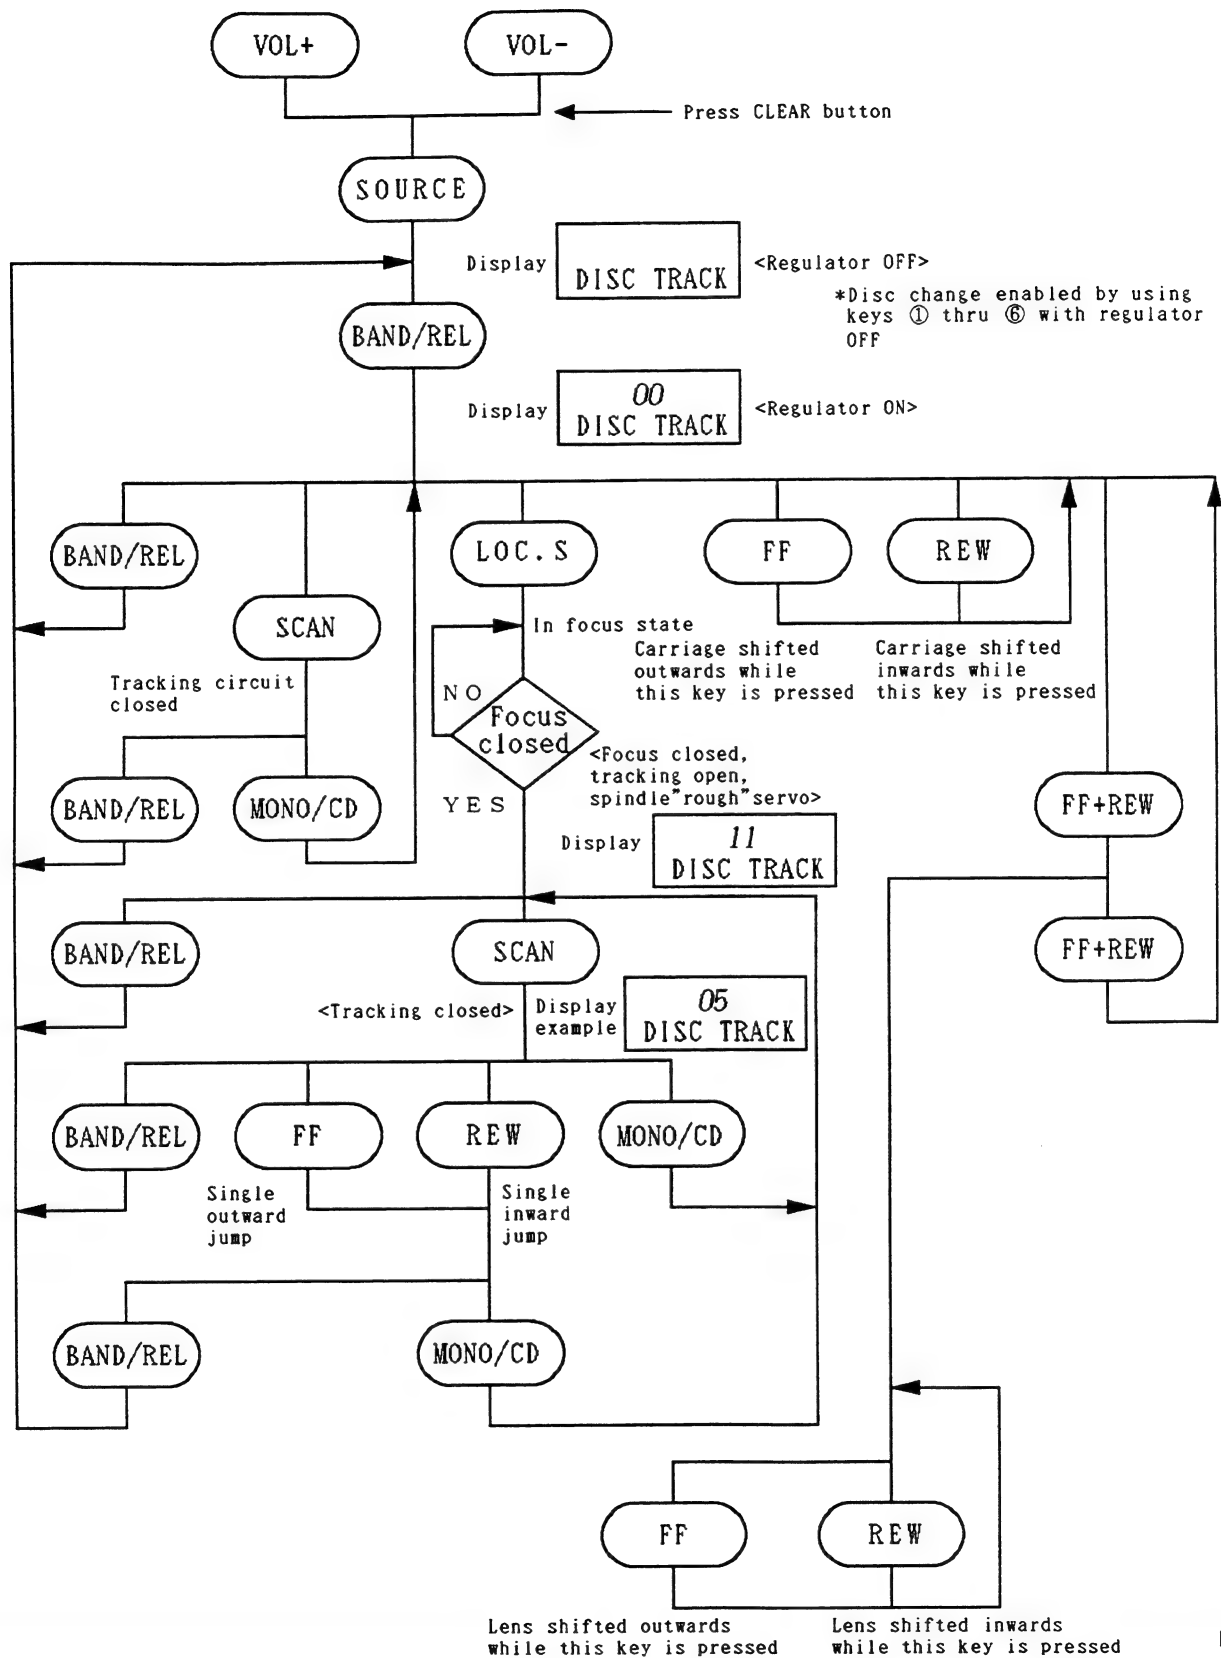 VOL+
VOL-
Press CLEAR button
SOURCE
Display
DISC TRACK
<Regulator OFF>
*Disc change enabled by using
keys ① thru ⑥ with regulator
OFF
BAND/REL
Display
00
DISC TRACK
<Regulator ON>
BAND/REL
SCAN
LOC.S
FF
REW
In focus state
Carriage shifted
outwards while
this key is pressed
Carriage shifted
inwards while
this key is pressed
Tracking circuit
closed
NO
Focus
closed
YES
<Focus closed,
tracking open,
spindle"rough"servo>
BAND/REL
MONO/CD
FF+REW
Display
11
DISC TRACK
BAND/REL
SCAN
FF+REW
<Tracking closed>
Display
example
05
DISC TRACK
BAND/REL
FF
REW
MONO/CD
Single
outward
jump
Single
inward
jump
BAND/REL
MONO/CD
FF
REW
Lens shifted outwards
while this key is pressed
Lens shifted inwards
while this key is pressed